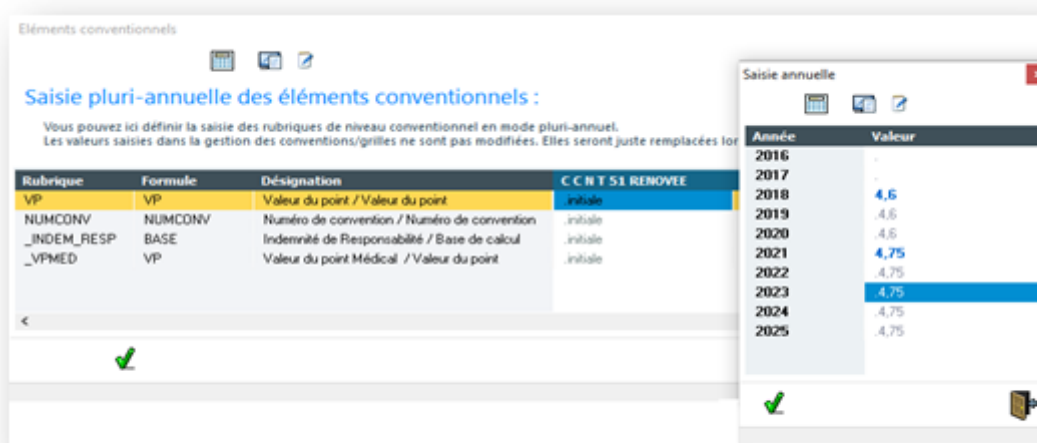 Eléments conventionnels
Saisie pluri-annuelle des éléments conventionnels :
Vous pouvez ici définir la saisie des rubriques de niveau conventionnel en mode pluri-annuel.
Les valeurs saisies dans la gestion des conventions/grilles ne sont pas modifiées. Elles seront juste remplacées lor
Rubrique Formule Désignation C C N T 51 RENOVEE
VP VP Valeur du point / Valeur du point .initiale
NUMCONV NUMCONV Numéro de convention / Numéro de convention .initiale
_INDEM_RESP BASE Indemnité de Responsabilité / Base de calcul .initiale
_VPMED VP Valeur du point Médical / Valeur du point .initiale
Saisie annuelle
Année Valeur
2016 .
2017 .
2018 4,6
2019 .4,6
2020 .4,6
2021 4,75
2022 .4,75
2023 .4,75
2024 .4,75
2025 .4,75